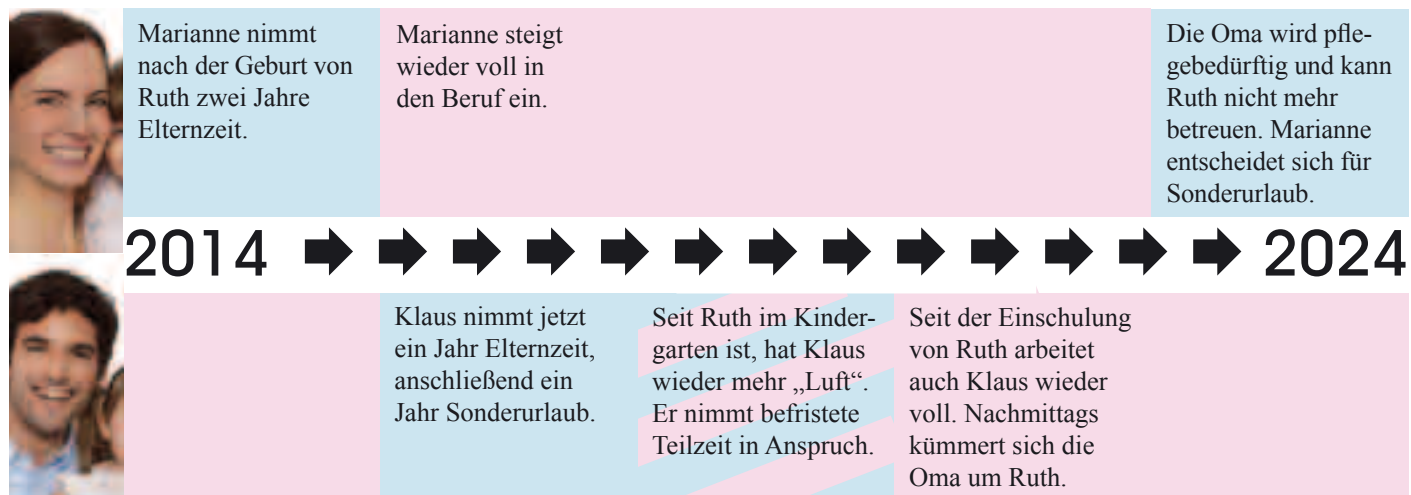 Marianne nimmt
nach der Geburt von
Ruth zwei Jahre
Elternzeit.
Marianne steigt
wieder voll in
den Beruf ein.
Die Oma wird pfle-
gebedürftig und kann
Ruth nicht mehr
betreuen. Marianne
entscheidet sich für
Sonderurlaub.
2014
2024
Klaus nimmt jetzt
ein Jahr Elternzeit,
anschließend ein
Jahr Sonderurlaub.
Seit Ruth im Kinder-
garten ist, hat Klaus
wieder mehr „Luft“.
Er nimmt befristete
Teilzeit in Anspruch.
Seit der Einschulung
von Ruth arbeitet
auch Klaus wieder
voll. Nachmittags
kümmert sich die
Oma um Ruth.